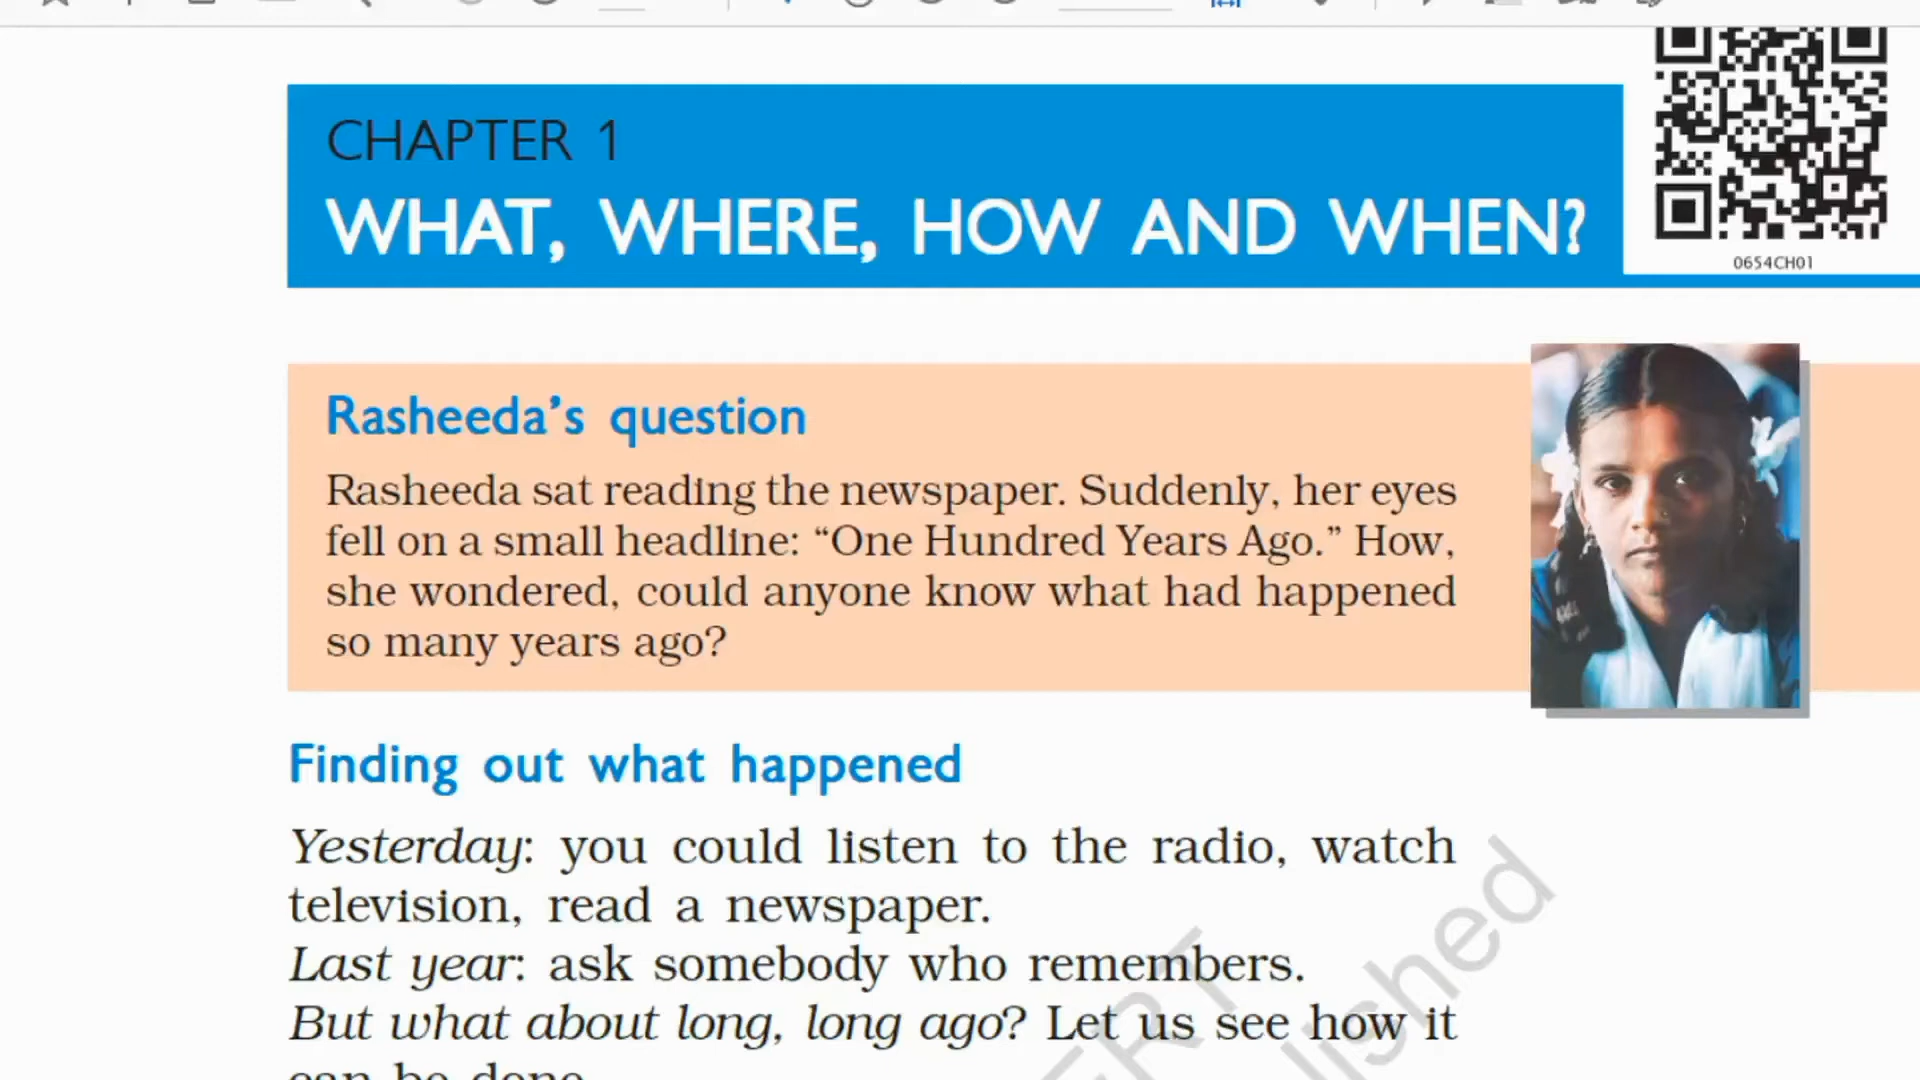 CHAPTER 1
WHAT, WHERE, HOW AND WHEN?
0654CH01
Rasheeda’s question
Rasheeda sat reading the newspaper. Suddenly, her eyes
fell on a small headline: “One Hundred Years Ago.” How,
she wondered, could anyone know what had happened
so many years ago?
Finding out what happened
Yesterday: you could listen to the radio, watch
television, read a newspaper.
Last year: ask somebody who remembers.
But what about long, long ago? Let us see how it
can be done